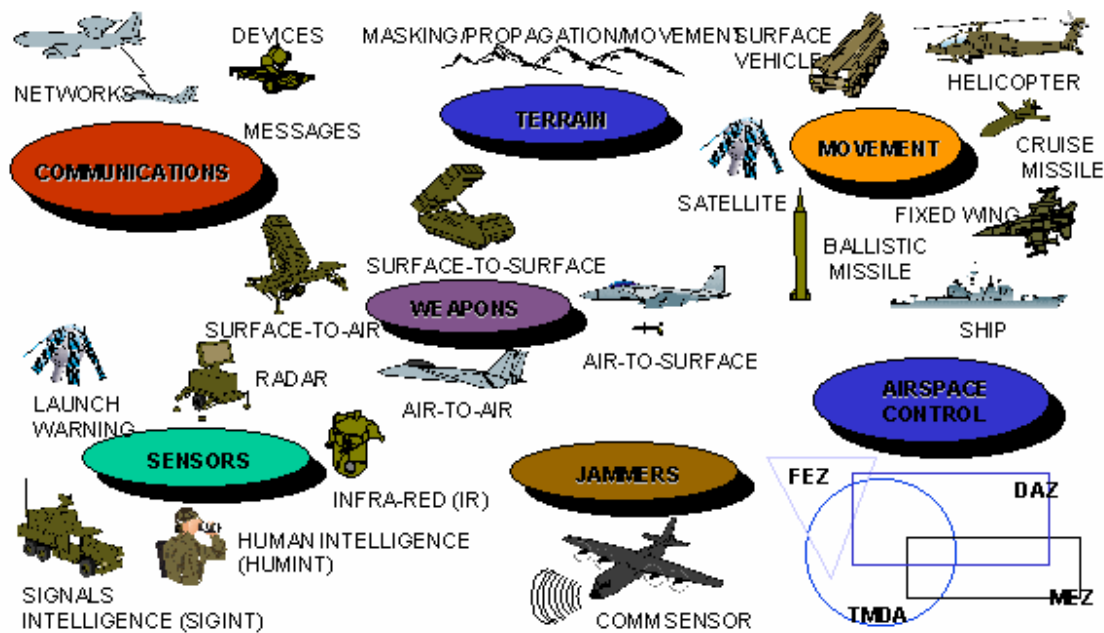 DEVICES
NETWORKS
MESSAGES
COMMUNICATIONS
MASKING/PROPAGATION/MOVEMENT
TERRAIN
SURFACE
VEHICLE
HELICOPTER
MOVEMENT
CRUISE
MISSILE
SATELLITE
FIXED WING
BALLISTIC
MISSILE
SHIP
SURFACE-TO-SURFACE
WEAPONS
SURFACE-TO-AIR
AIR-TO-SURFACE
AIR-TO-AIR
RADAR
LAUNCH
WARNING
SENSORS
INFRA-RED (IR)
HUMAN INTELLIGENCE
(HUMINT)
SIGNALS
INTELLIGENCE (SIGINT)
JAMMERS
COMM SENSOR
AIRSPACE
CONTROL
FEZ
DAZ
TMDA
MEZ